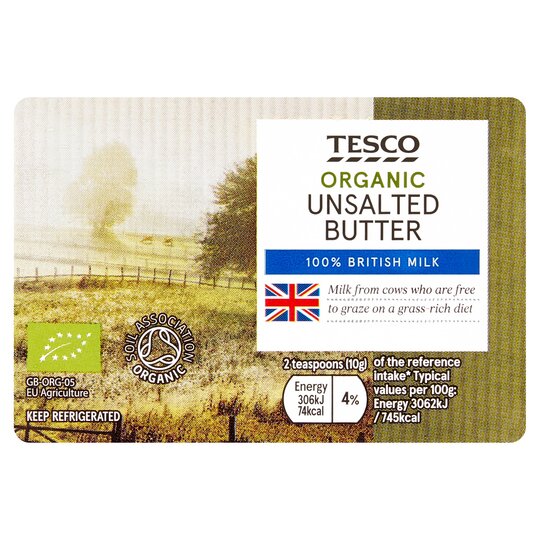 TESCO
ORGANIC
UNSALTED
BUTTER
100% BRITISH MILK
Milk from cows who are free
to graze on a grass-rich diet
SOIL ASSOCIATION
ORGANIC
GB-ORG-05
EU Agriculture
KEEP REFRIGERATED
2 teaspoons (10g)
Energy
306kJ
74kcal
4%
of the reference
intake* Typical
values per 100g:
Energy 3062kJ
/ 745kcal